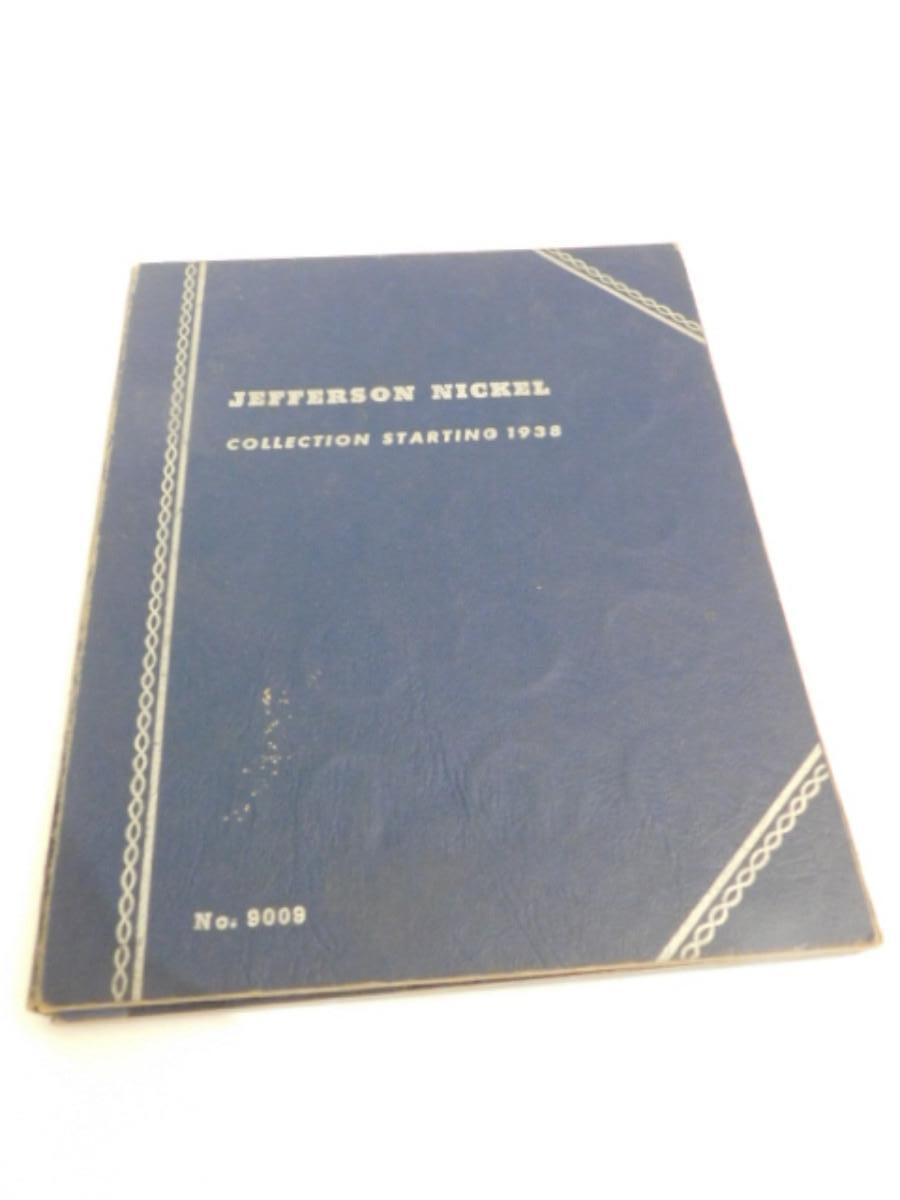 JEFFERSON NICKEL
COLLECTION STARTING 1938
No. 9009